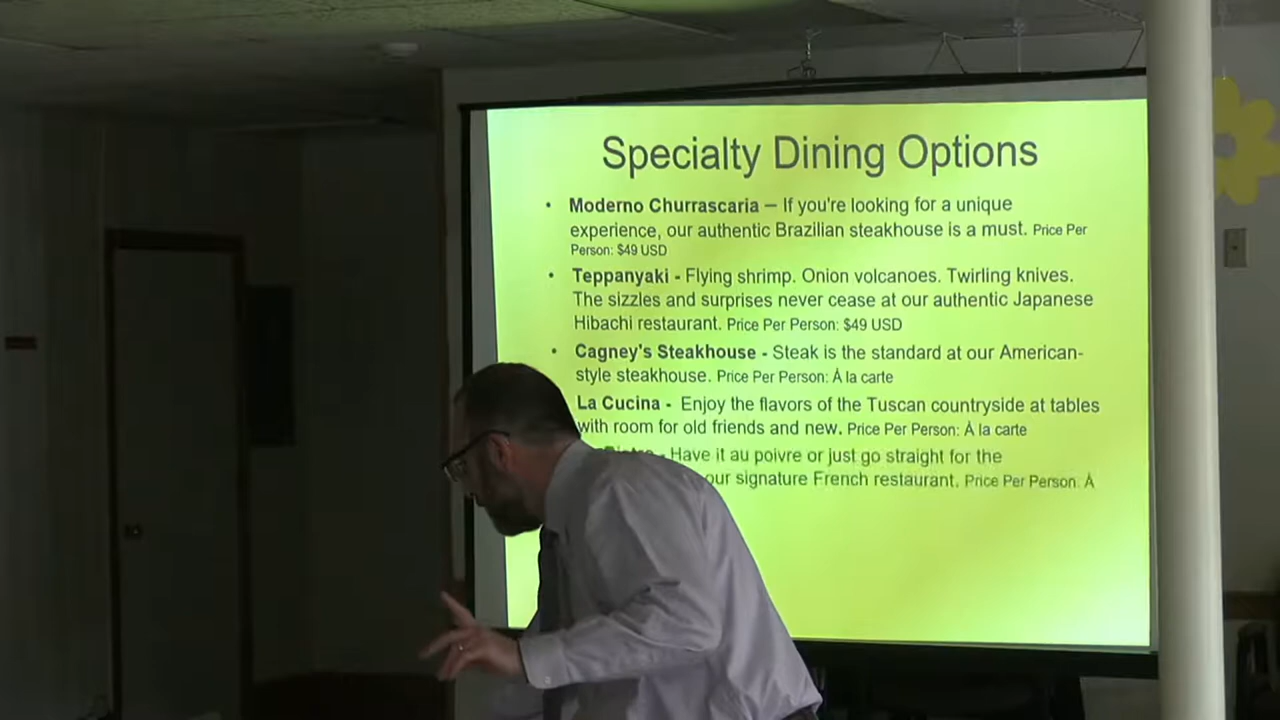 Specialty Dining Options
• Moderno Churrascaria – If you're looking for a unique
experience, our authentic Brazilian steakhouse is a must. Price Per
Person: $49 USD
• Teppanyaki - Flying shrimp. Onion volcanoes. Twirling knives.
The sizzles and surprises never cease at our authentic Japanese
Hibachi restaurant. Price Per Person: $49 USD
• Cagney's Steakhouse - Steak is the standard at our American-
style steakhouse. Price Per Person: À la carte
La Cucina - Enjoy the flavors of the Tuscan countryside at tables
with room for old friends and new. Price Per Person: À la carte
Bistro - Have it au poivre or just go straight for the
our signature French restaurant. Price Per Person: À